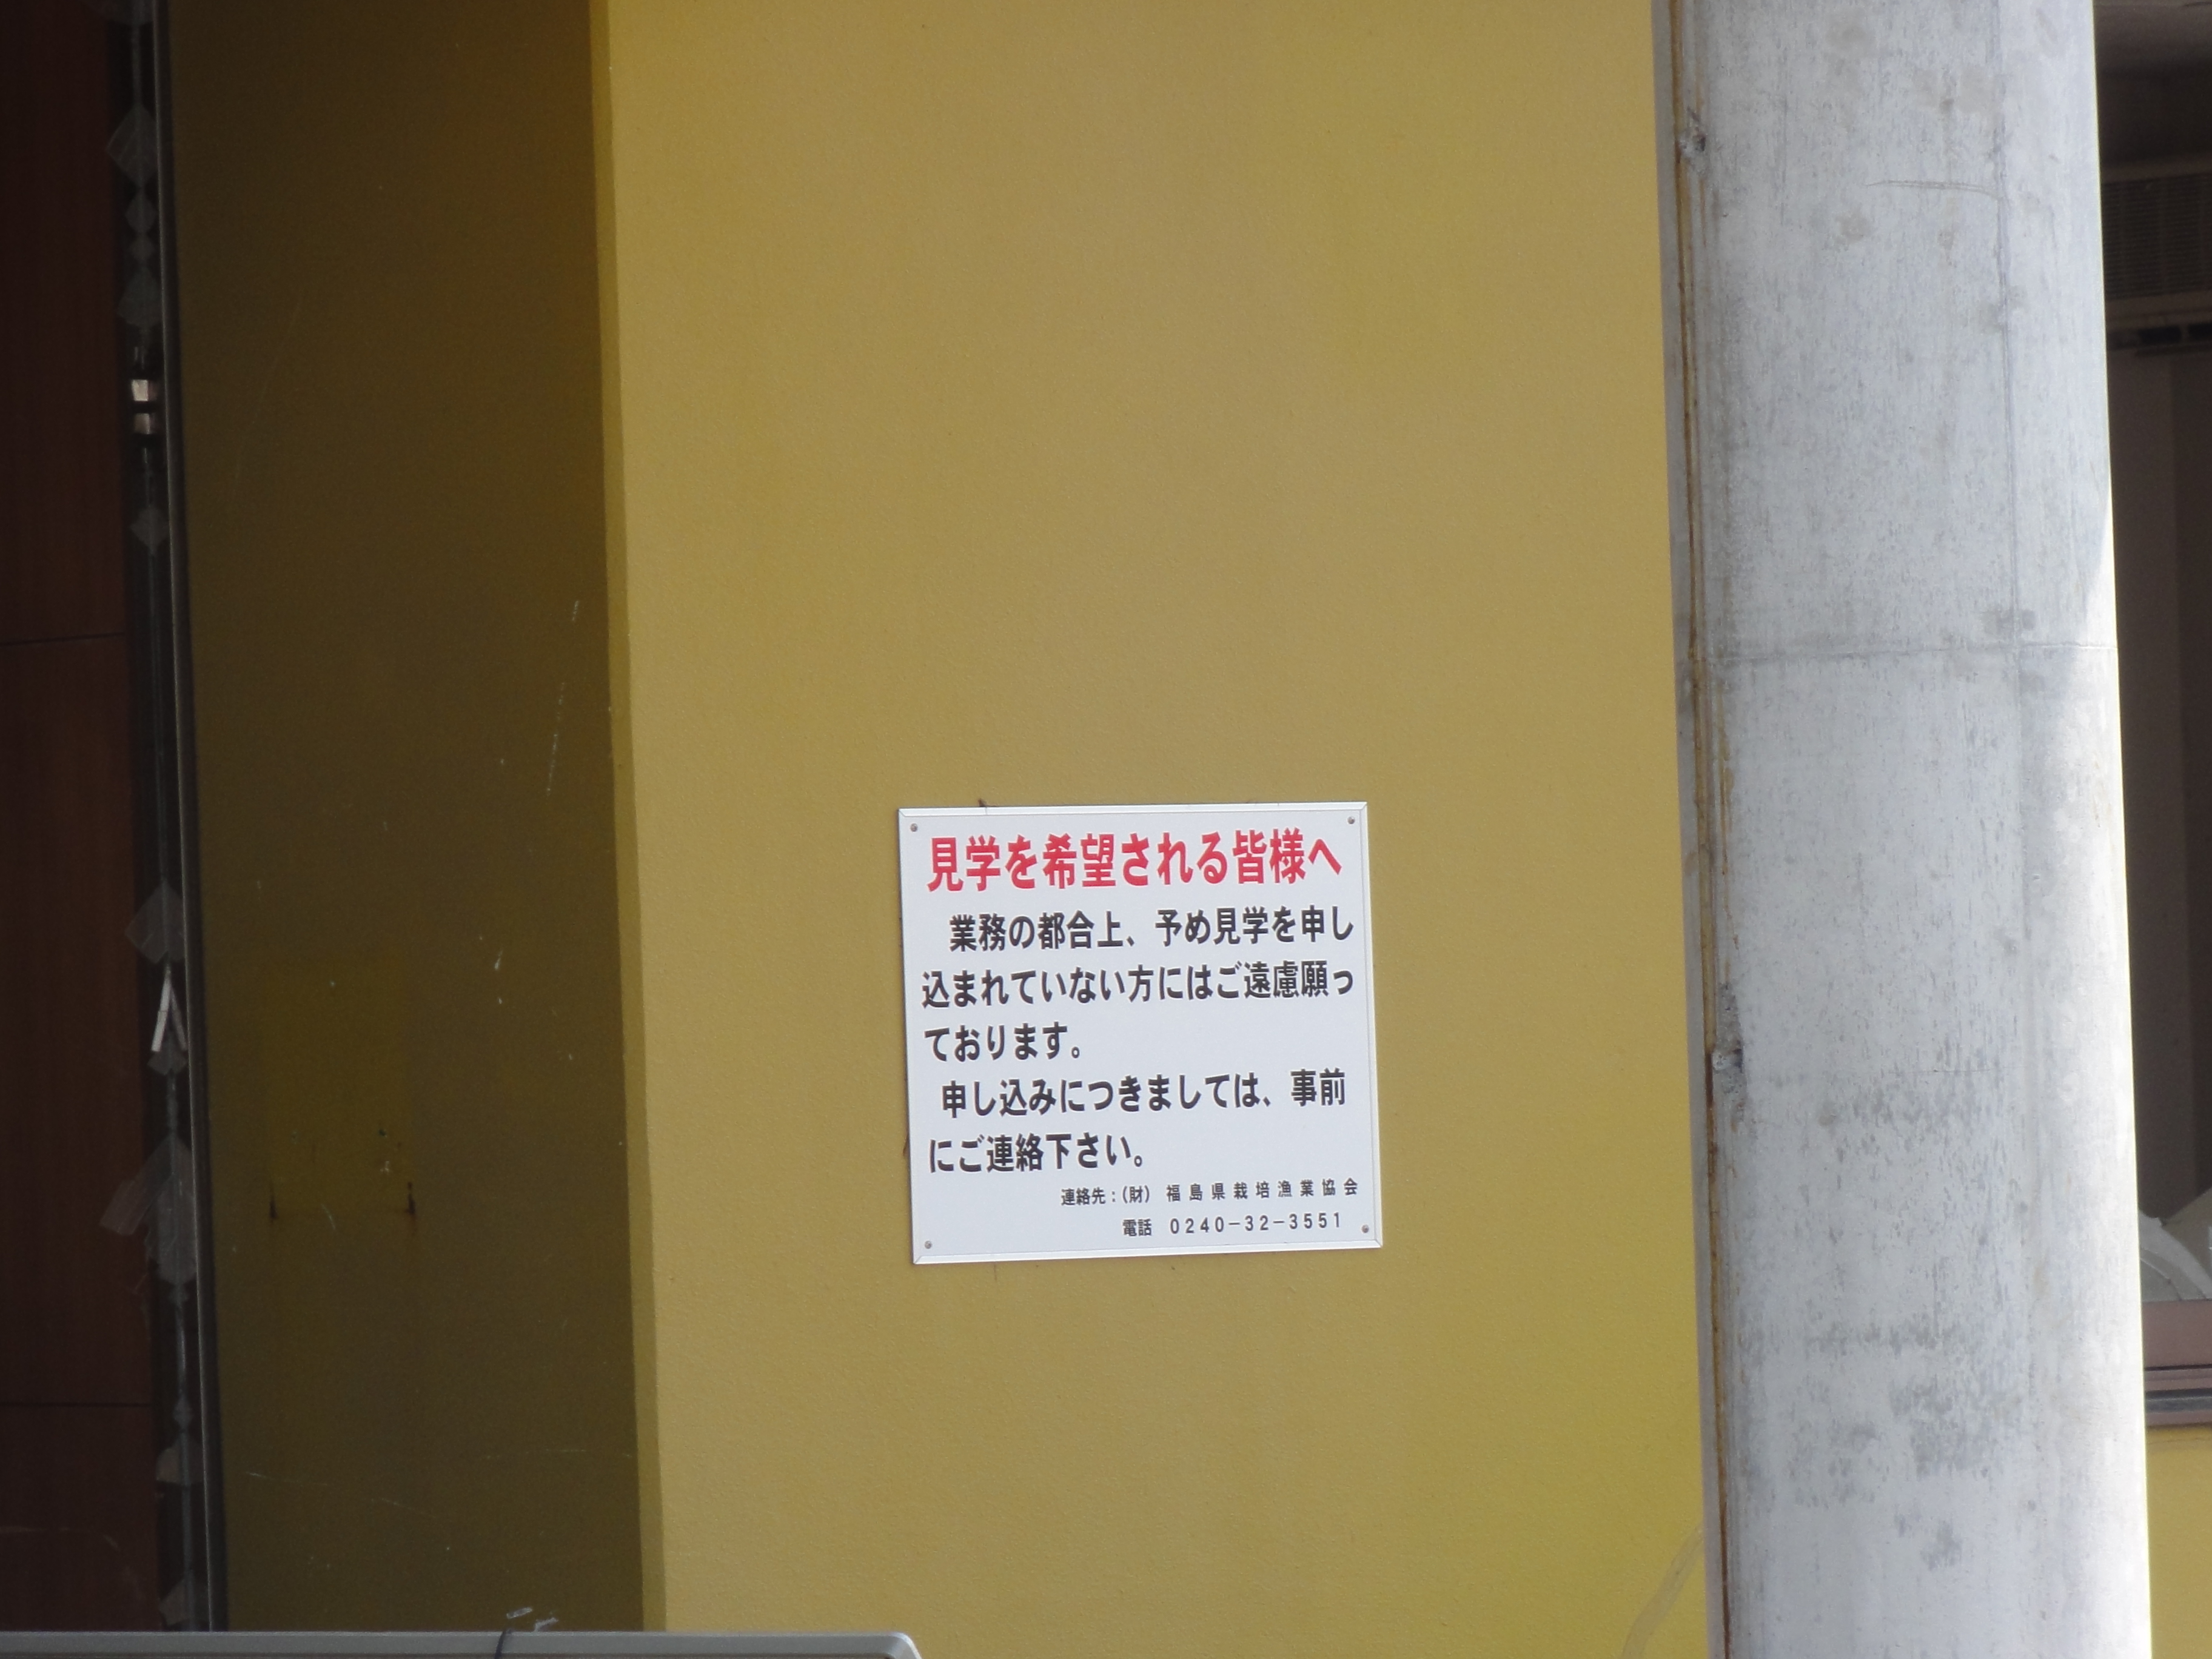 見学を希望される皆様へ
業務の都合上、予め見学を申し
込まれていない方にはご遠慮願っ
ております。
申し込みにつきましては、事前
にご連絡下さい。
連絡先：(財) 福島県栽培漁業協会
電話 0240－32－3551